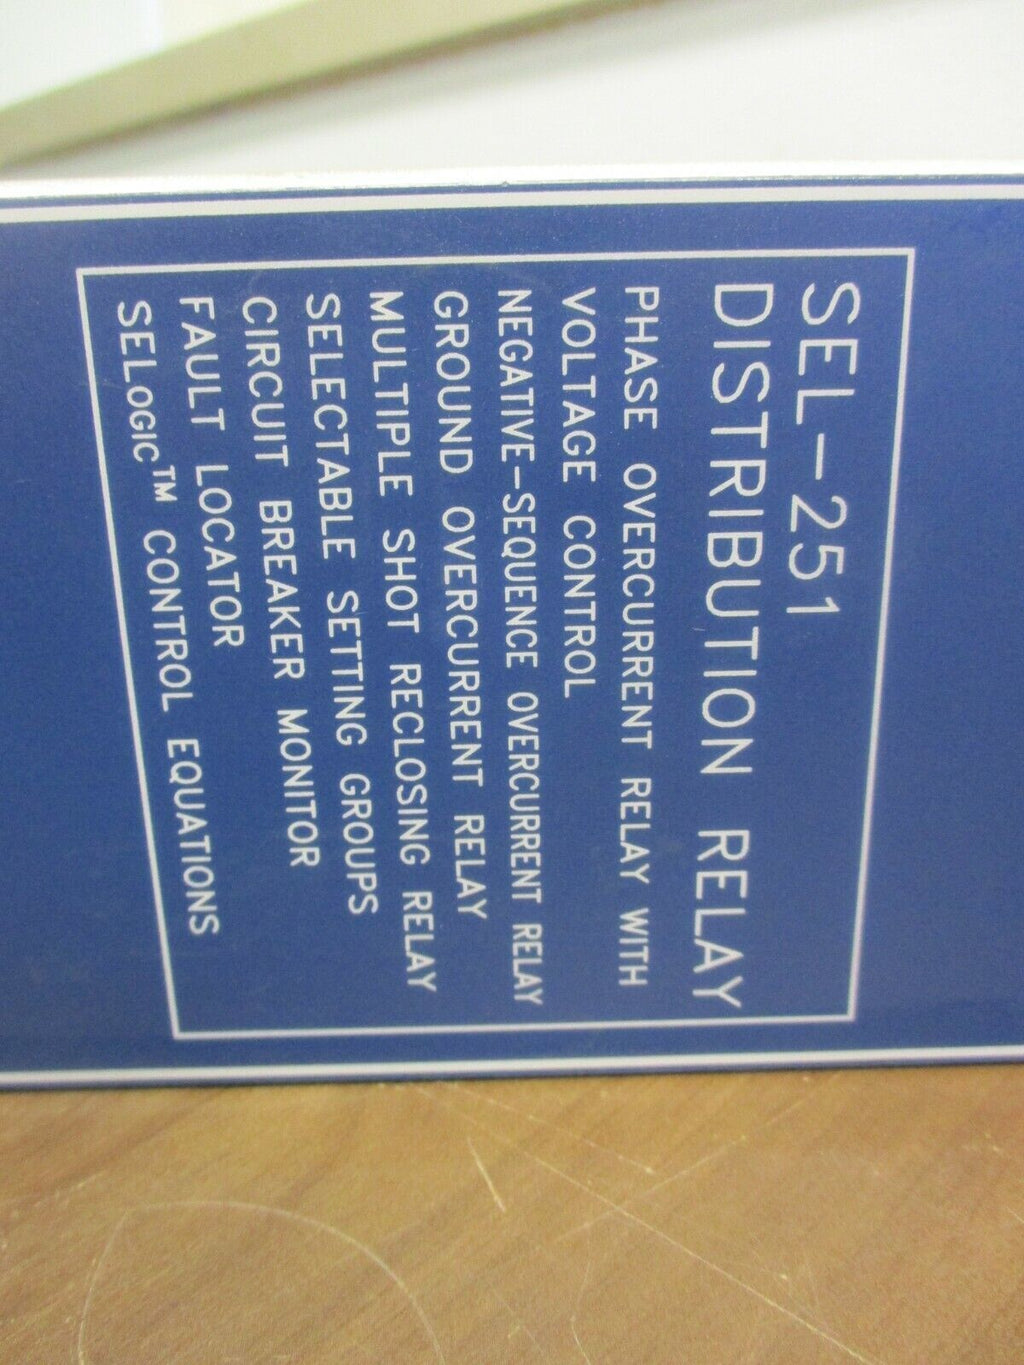 SEL-251
DISTRIBUTION RELAY
PHASE OVERCURRENT RELAY WITH
VOLTAGE CONTROL
NEGATIVE-SEQUENCE OVERCURRENT RELAY
GROUND OVERCURRENT RELAY
MULTIPLE SHOT RECLOSING RELAY
SELECTABLE SETTING GROUPS
CIRCUIT BREAKER MONITOR
FAULT LOCATOR
SELOGIC™ CONTROL EQUATIONS